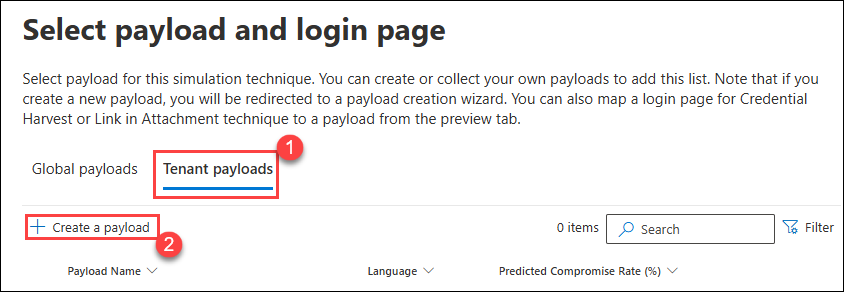 Select payload and login page
Select payload for this simulation technique. You can create or collect your own payloads to add this list. Note that if you
create a new payload, you will be redirected to a payload creation wizard. You can also map a login page for Credential
Harvest or Link in Attachment technique to a payload from the preview tab.
1
Global payloads Tenant payloads
Create a payload 0 items Search Filter
2
Payload Name Language Predicted Compromise Rate (%)